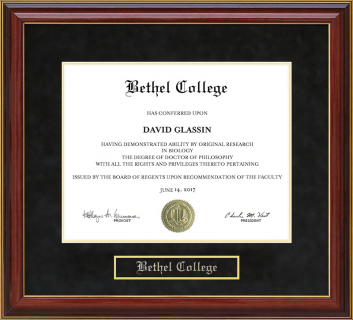 Bethel College
HAS CONFERRED UPON
DAVID GLASSIN
HAVING DEMONSTRATED ABILITY BY ORIGINAL RESEARCH
IN BIOLOGY
THE DEGREE OF DOCTOR OF PHILOSOPHY
WITH ALL THE RIGHTS AND PRIVILEGES THERETO PERTAINING
ISSUED BY THE BOARD OF REGENTS UPON RECOMMENDATION OF THE FACULTY
JUNE 14, 2017
PROVOST
PRESIDENT
Bethel College